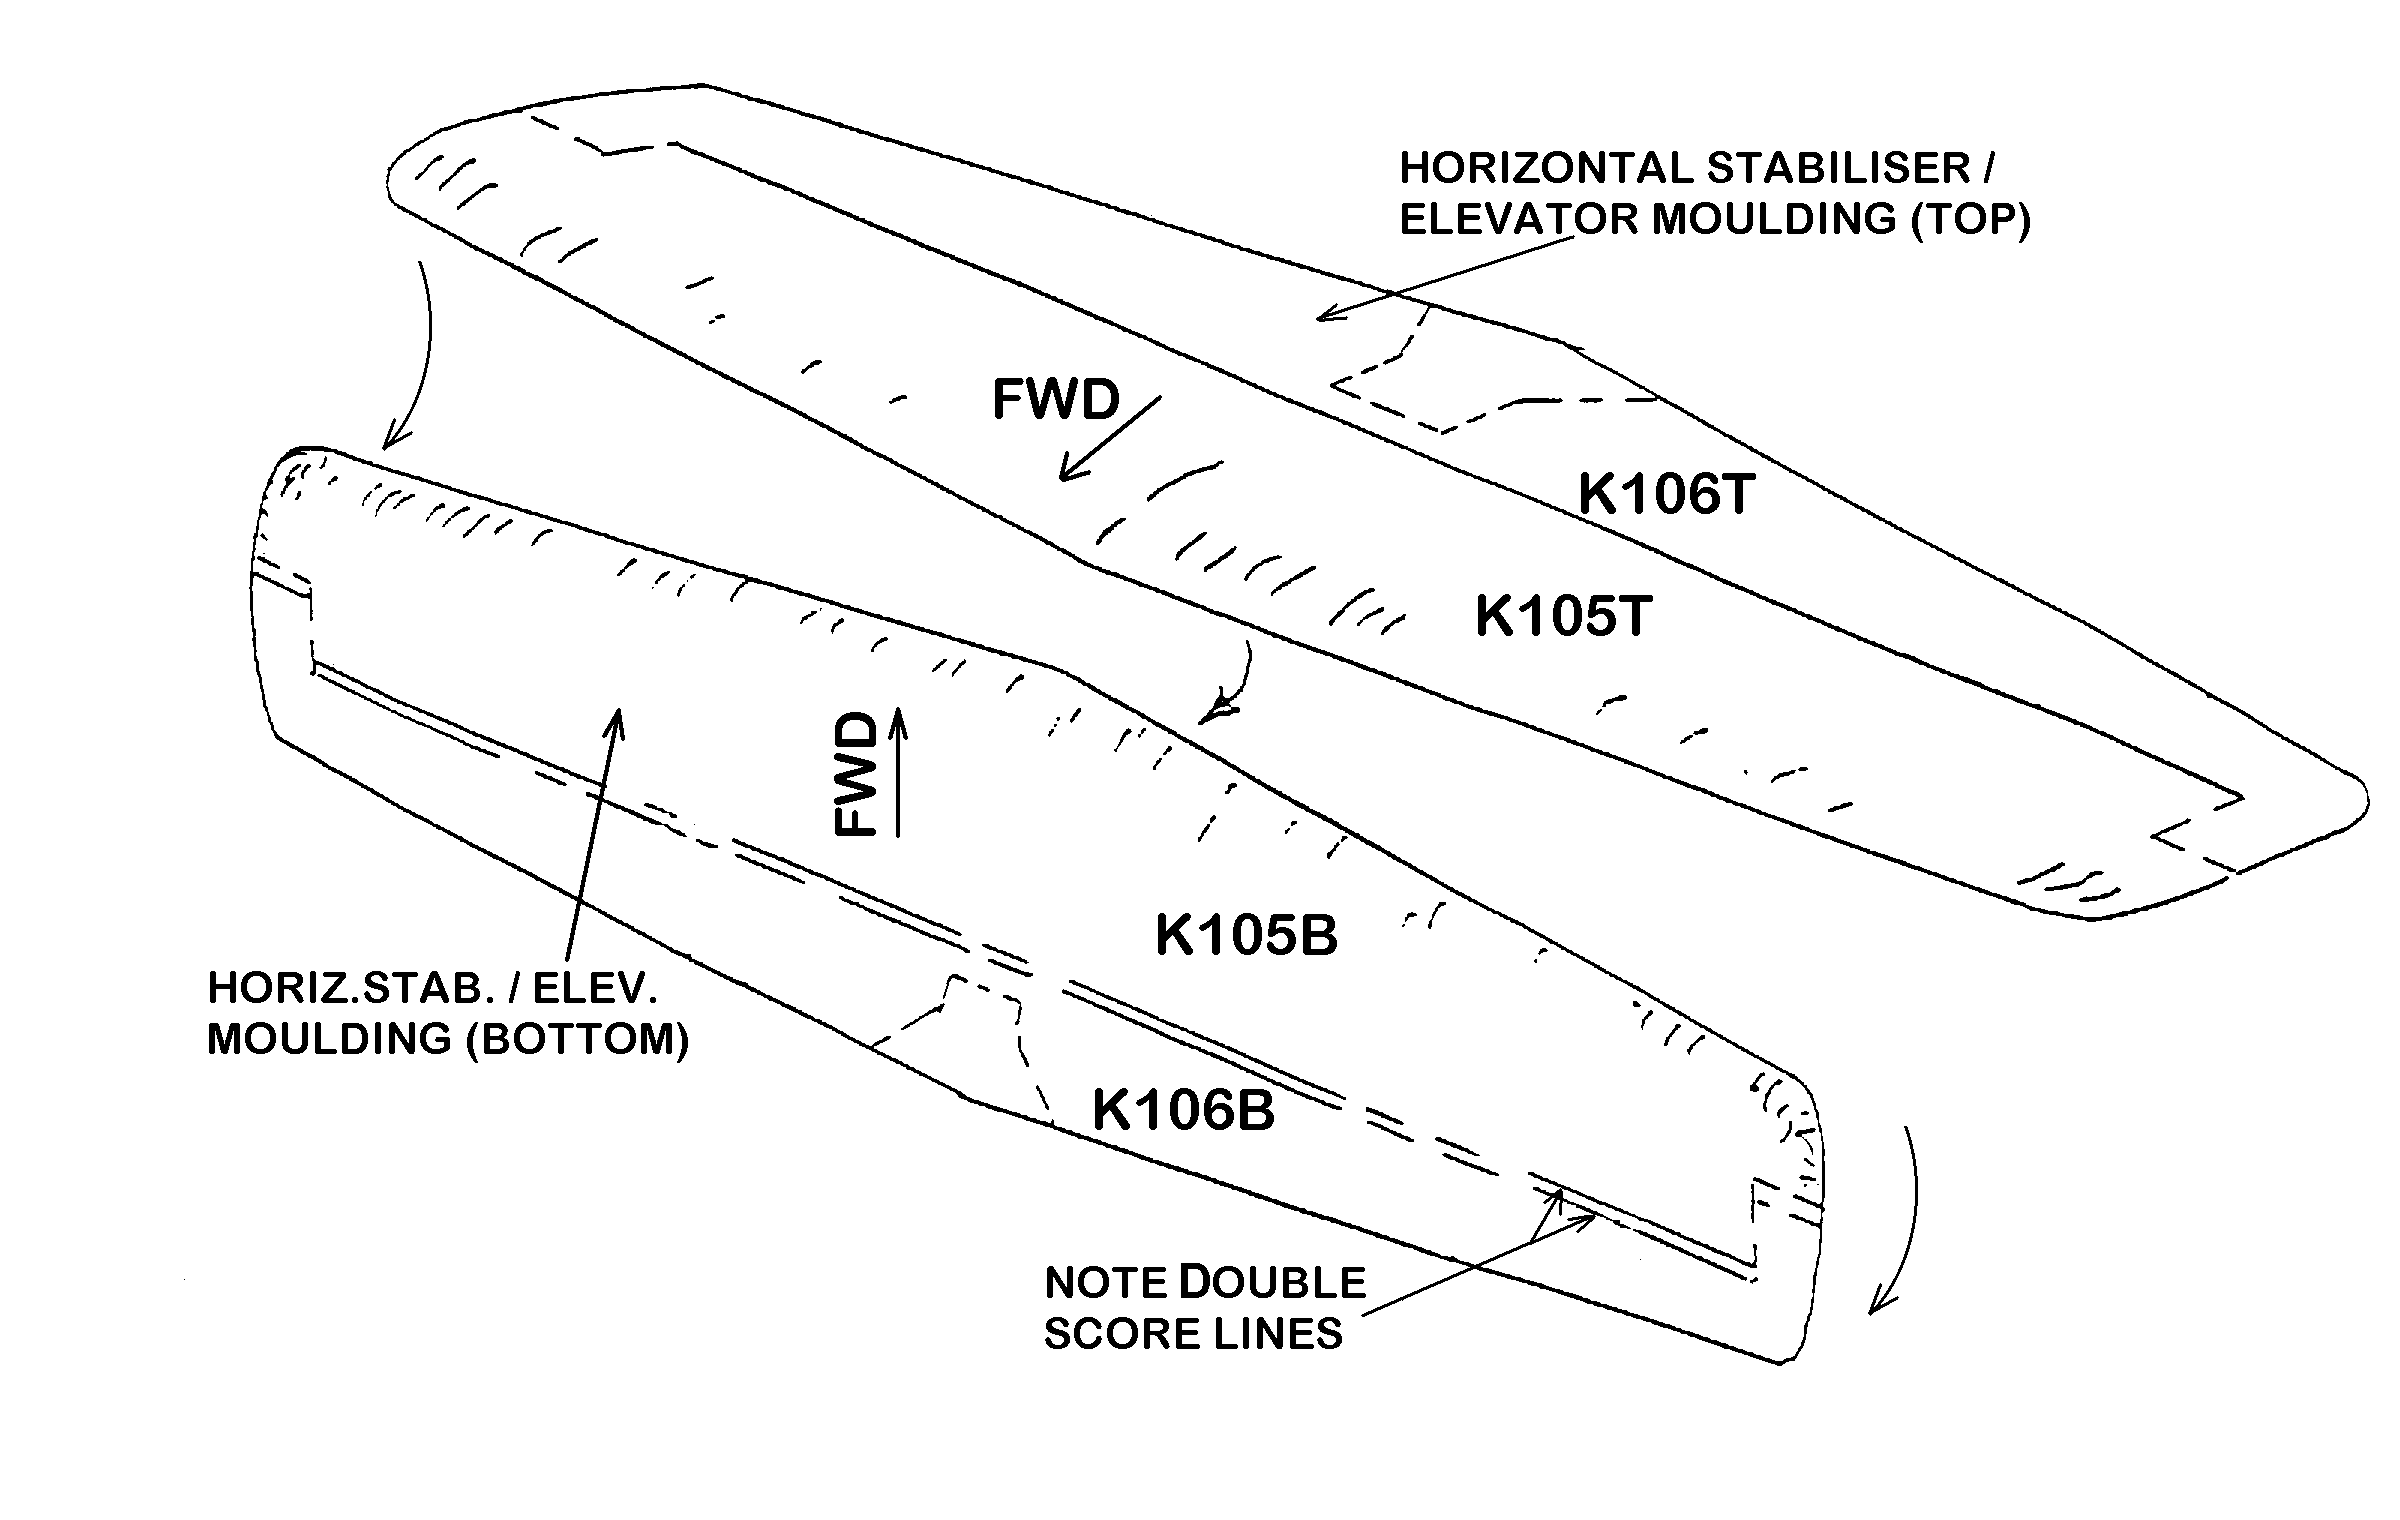 HORIZONTAL STABILISER /
ELEVATOR MOULDING (TOP)
FWD
K106T
K105T
FWD
K105B
HORIZ.STAB. / ELEV.
MOULDING (BOTTOM)
K106B
NOTE DOUBLE
SCORE LINES